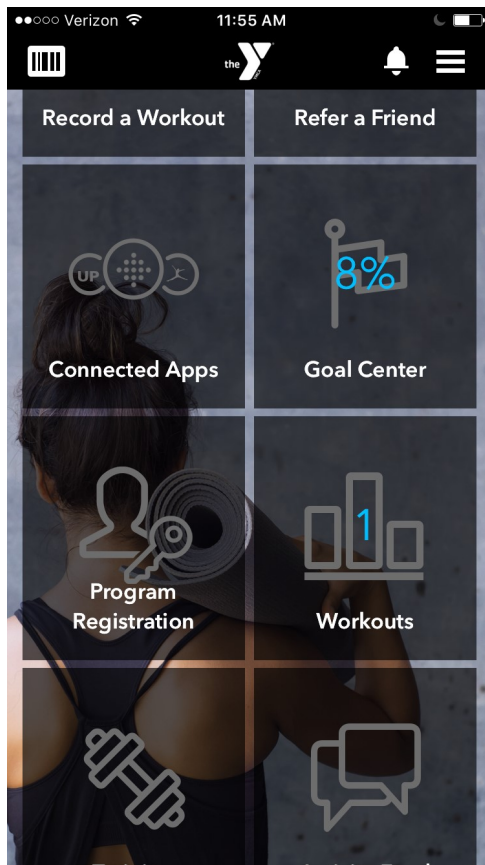 ●●○○○ Verizon 11:55 AM
the
YMCA
Record a Workout
Refer a Friend
UP
8%
Connected Apps
Goal Center
1
Program
Registration
Workouts